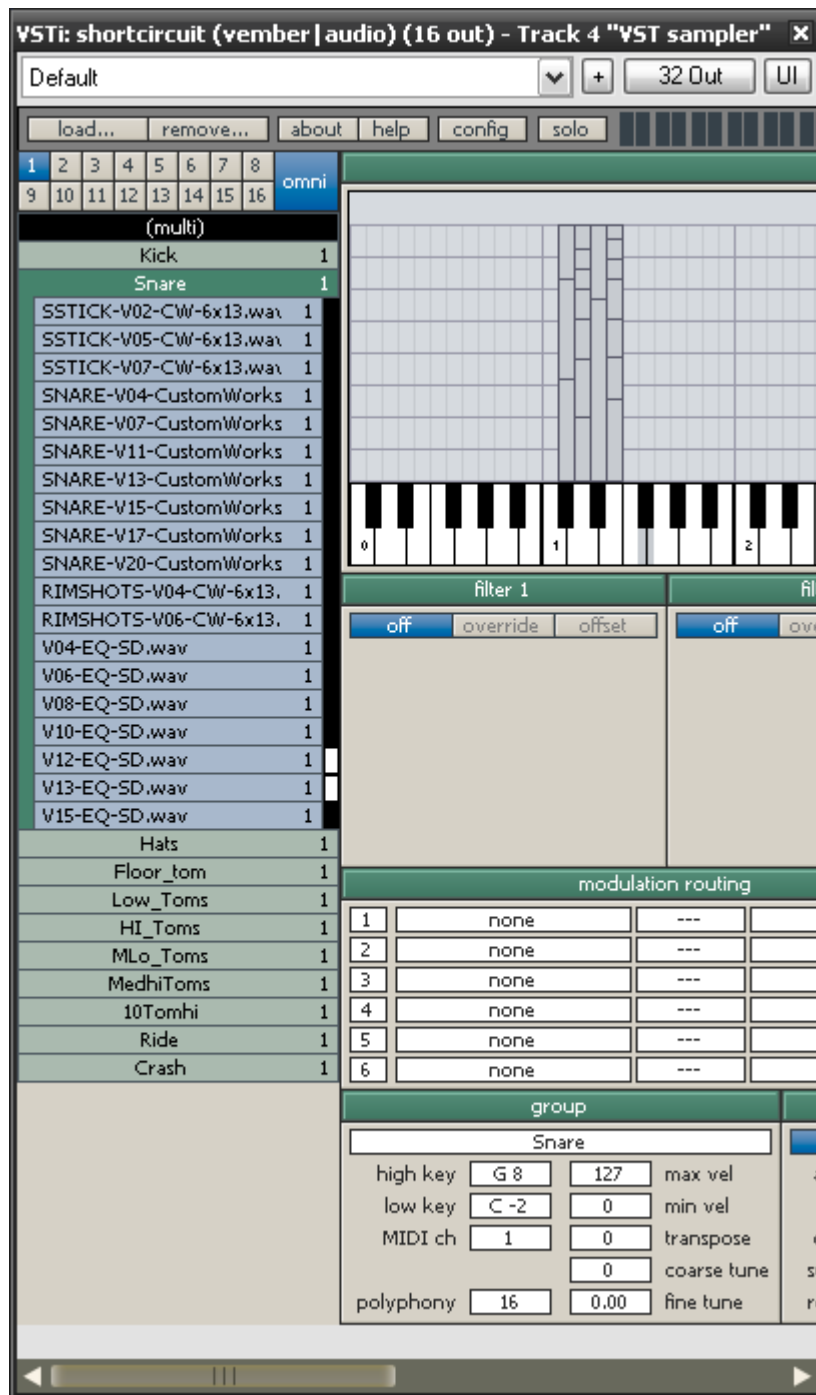 VSTi: shortcircuit (vember|audio) (16 out) - Track 4 "VST sampler"
Default + 32 Out UI
load... remove... about help config solo
1 2 3 4 5 6 7 8 omni
9 10 11 12 13 14 15 16
(multi)
Kick 1
Snare 1
SSTICK-V02-CW-6x13.wav 1
SSTICK-V05-CW-6x13.wav 1
SSTICK-V07-CW-6x13.wav 1
SNARE-V04-CustomWorks 1
SNARE-V07-CustomWorks 1
SNARE-V11-CustomWorks 1
SNARE-V13-CustomWorks 1
SNARE-V15-CustomWorks 1
SNARE-V17-CustomWorks 1
SNARE-V20-CustomWorks 1
RIMSHOTS-V04-CW-6x13. 1
RIMSHOTS-V06-CW-6x13. 1
V04-EQ-SD.wav 1
V06-EQ-SD.wav 1
V08-EQ-SD.wav 1
V10-EQ-SD.wav 1
V12-EQ-SD.wav 1
V13-EQ-SD.wav 1
V15-EQ-SD.wav 1
Hats 1
Floor_tom 1
Low_Toms 1
HI_Toms 1
MLo_Toms 1
MedhiToms 1
10Tomhi 1
Ride 1
Crash 1
0 1 2
filter 1 fil
off override offset off ov
modulation routing
1 none ---
2 none ---
3 none ---
4 none ---
5 none ---
6 none ---
group
Snare
high key G 8 127 max vel
low key C -2 0 min vel
MIDI ch 1 0 transpose
0 coarse tune
polyphony 16 0.00 fine tune